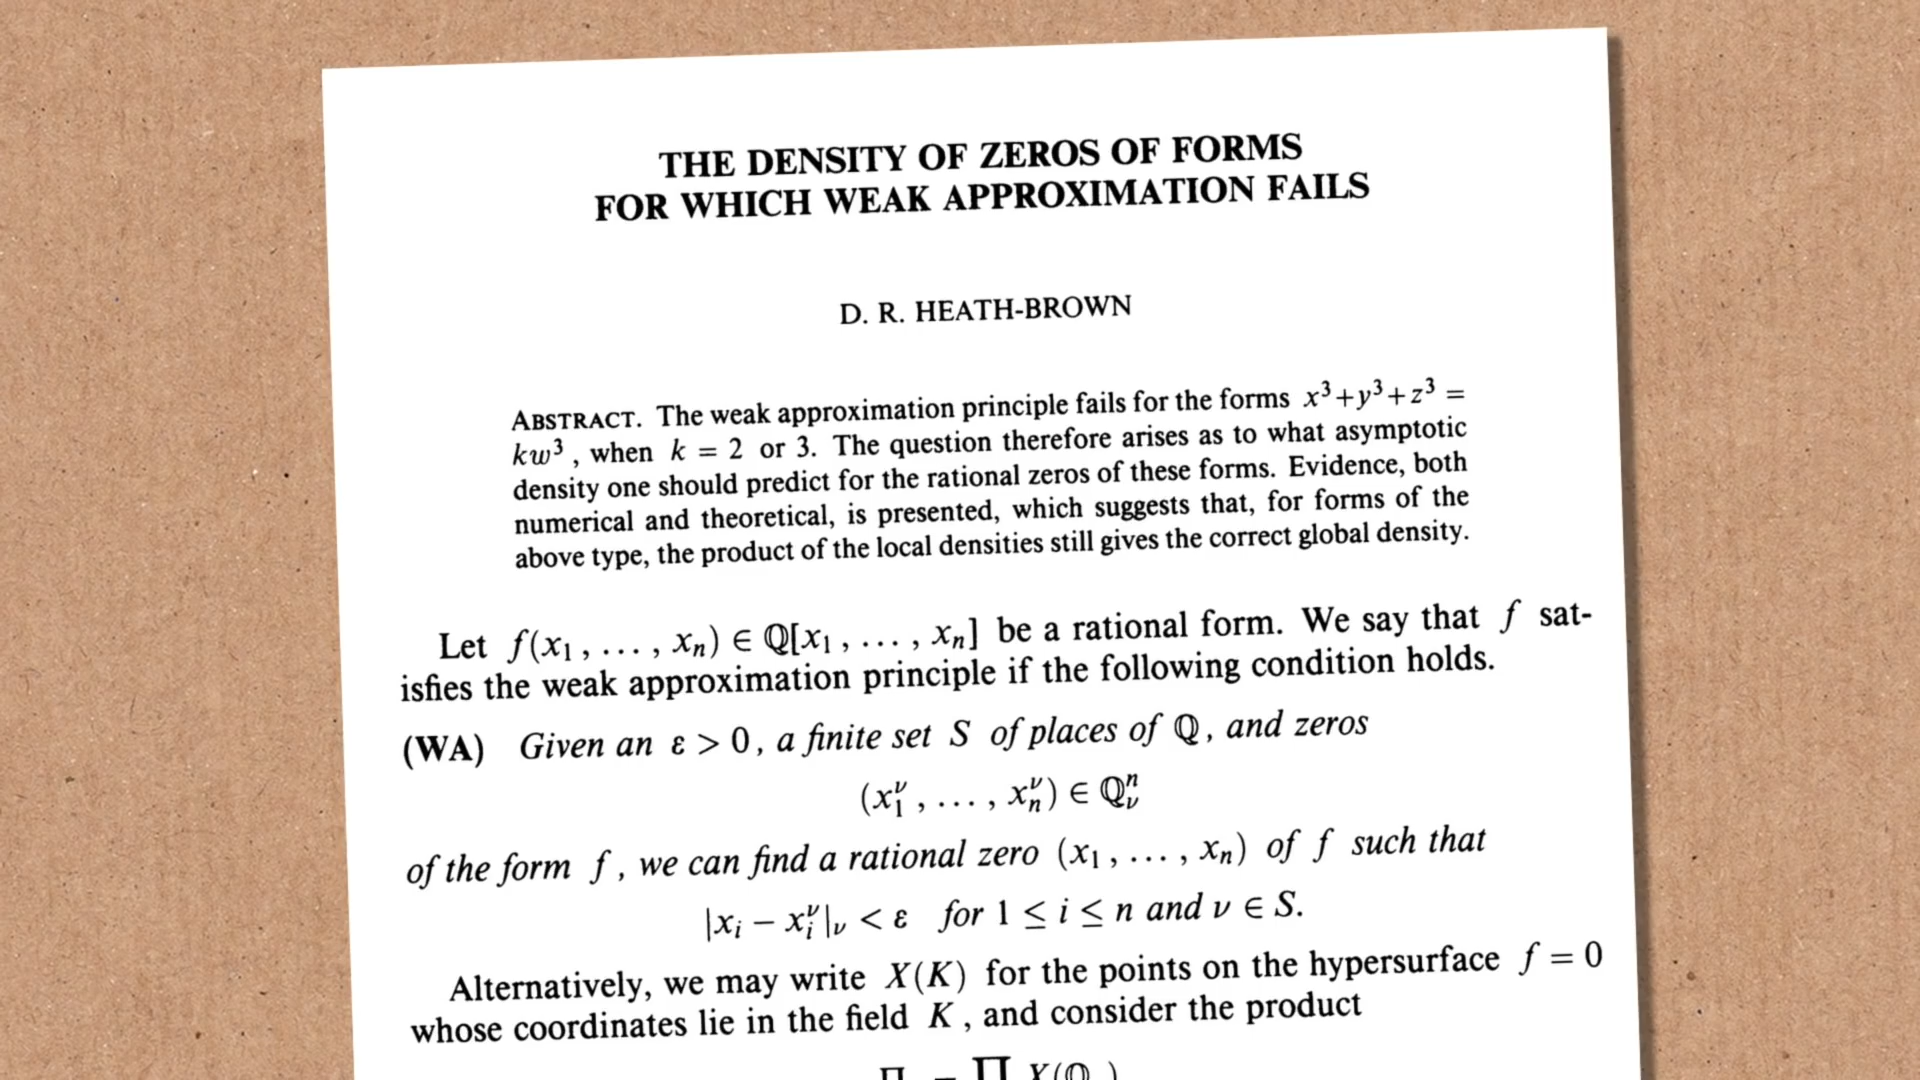 THE DENSITY OF ZEROS OF FORMS
FOR WHICH WEAK APPROXIMATION FAILS
D. R. HEATH-BROWN
ABSTRACT. The weak approximation principle fails for the forms x³+y³+z³ =
kw³, when k = 2 or 3. The question therefore arises as to what asymptotic
density one should predict for the rational zeros of these forms. Evidence, both
numerical and theoretical, is presented, which suggests that, for forms of the
above type, the product of the local densities still gives the correct global density.
Let f(x₁, ..., xₙ) ∈ ℚ[x₁, ..., xₙ] be a rational form. We say that f sat-
isfies the weak approximation principle if the following condition holds.
(WA) Given an ε > 0, a finite set S of places of ℚ, and zeros
(x₁^ν, ..., xₙ^ν) ∈ ℚ_ν^n
of the form f, we can find a rational zero (x₁, ..., xₙ) of f such that
|xᵢ − xᵢ^ν|_ν < ε for 1 ≤ i ≤ n and ν ∈ S.
Alternatively, we may write X(K) for the points on the hypersurface f = 0
whose coordinates lie in the field K, and consider the product